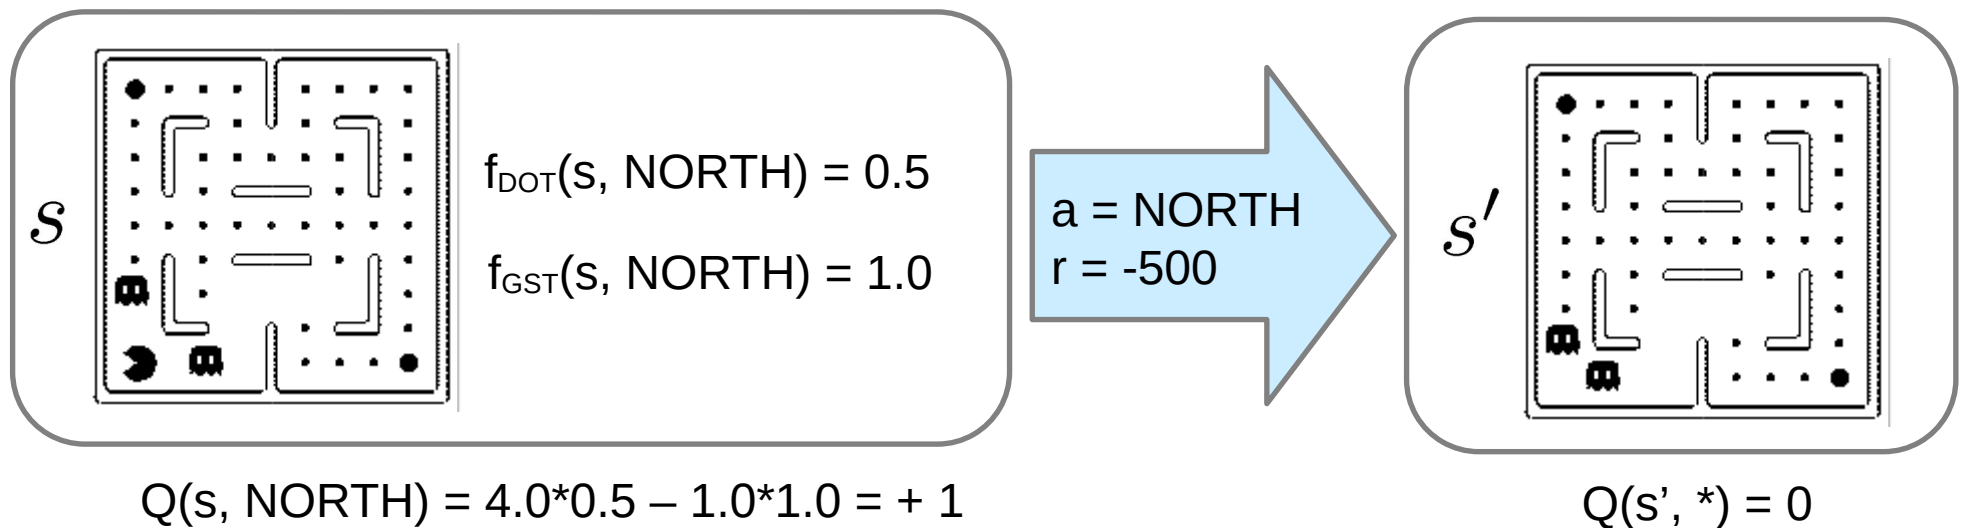 s
f_DOT(s, NORTH) = 0.5
f_GST(s, NORTH) = 1.0
a = NORTH
r = -500
s′
Q(s, NORTH) = 4.0*0.5 – 1.0*1.0 = + 1
Q(s’, *) = 0